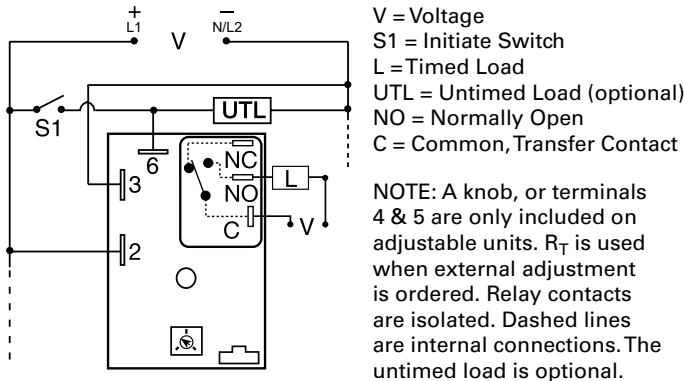 +
–
L1
V
N/L2
S1
UTL
6
3
NC
NO
L
C
V
2
V = Voltage
S1 = Initiate Switch
L = Timed Load
UTL = Untimed Load (optional)
NO = Normally Open
C = Common, Transfer Contact
NOTE: A knob, or terminals
4 & 5 are only included on
adjustable units. RT is used
when external adjustment
is ordered. Relay contacts
are isolated. Dashed lines
are internal connections. The
untimed load is optional.